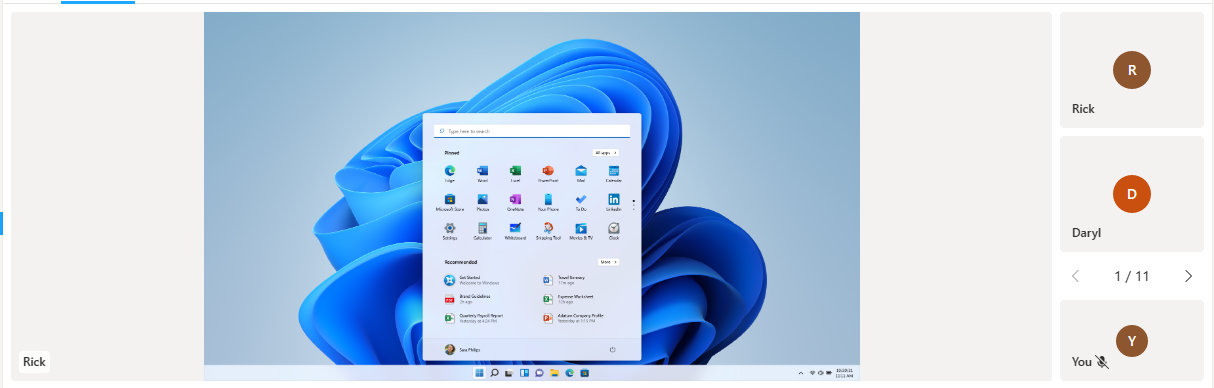 Type here to search
Pinned
All apps >
Edge
Word
Excel
PowerPoint
Mail
Calendar
Microsoft Store
Photos
OneNote
Your Phone
To Do
LinkedIn
Settings
Calculator
Whiteboard
Snipping Tool
Movies & TV
Clock
Recommended
More >
Get Started
Welcome to Windows
Travel Itinerary
17m ago
Brand Guidelines
2h ago
Expense Worksheet
12h ago
Quarterly Payroll Report
Yesterday at 4:24 PM
Adatum Company Profile
Yesterday at 1:15 PM
Sara Philips
11:11 AM
Rick
R
Rick
D
Daryl
1 / 11
Y
You